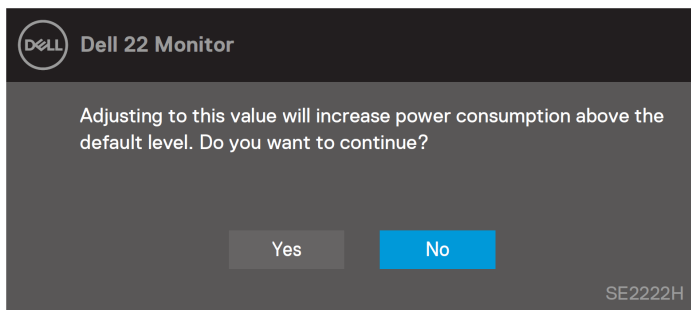 DELL Dell 22 Monitor
Adjusting to this value will increase power consumption above the
default level. Do you want to continue?
Yes No
SE2222H